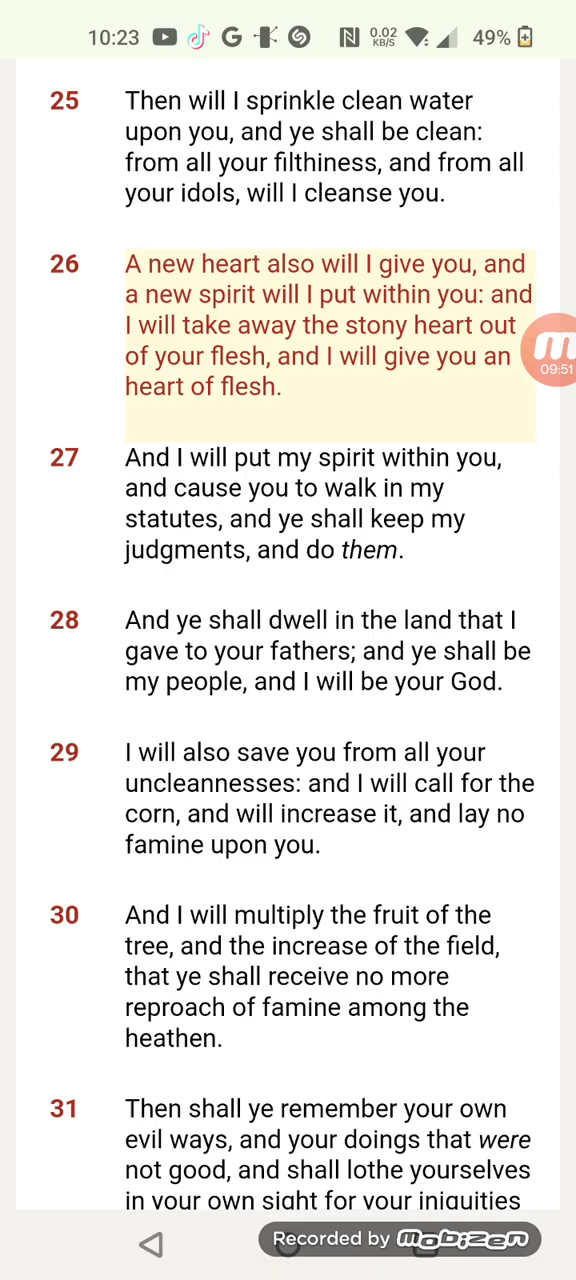 10:23 G N 0.02 KB/S 49%
25 Then will I sprinkle clean water
upon you, and ye shall be clean:
from all your filthiness, and from all
your idols, will I cleanse you.
26 A new heart also will I give you, and
a new spirit will I put within you: and
I will take away the stony heart out
of your flesh, and I will give you an
heart of flesh.
09:51
27 And I will put my spirit within you,
and cause you to walk in my
statutes, and ye shall keep my
judgments, and do them.
28 And ye shall dwell in the land that I
gave to your fathers; and ye shall be
my people, and I will be your God.
29 I will also save you from all your
uncleannesses: and I will call for the
corn, and will increase it, and lay no
famine upon you.
30 And I will multiply the fruit of the
tree, and the increase of the field,
that ye shall receive no more
reproach of famine among the
heathen.
31 Then shall ye remember your own
evil ways, and your doings that were
not good, and shall lothe yourselves
in your own sight for your iniquities
Recorded by Mobizen